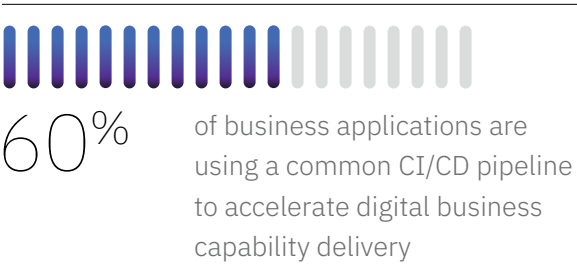 60%
of business applications are
using a common CI/CD pipeline
to accelerate digital business
capability delivery